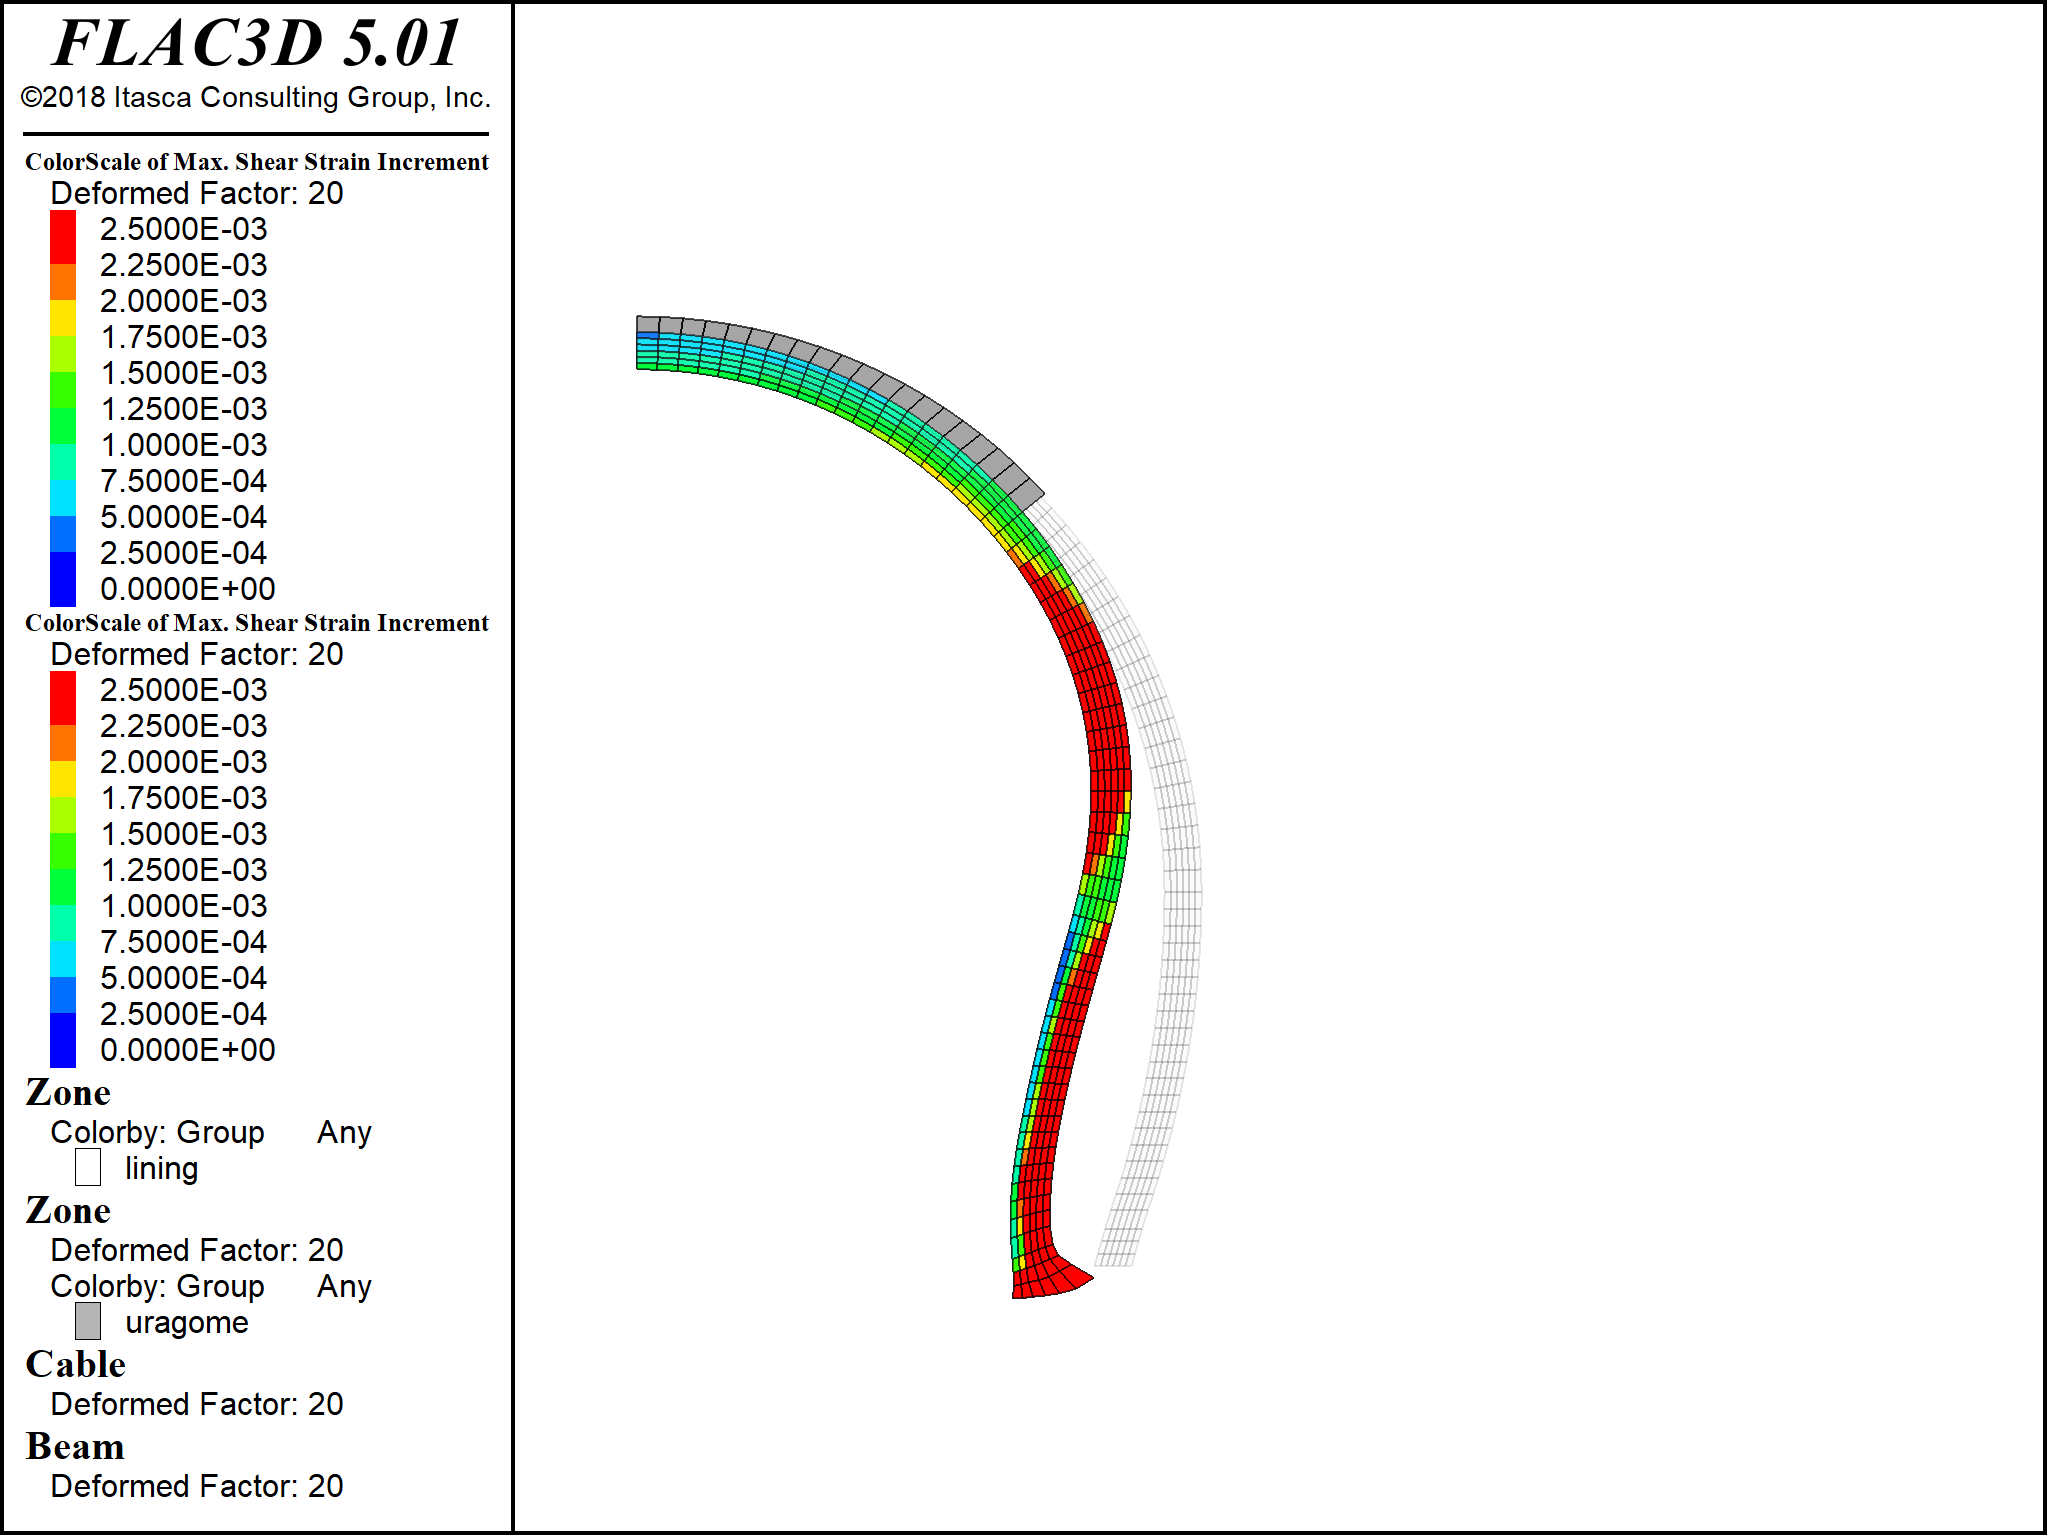 FLAC3D 5.01
©2018 Itasca Consulting Group, Inc.
ColorScale of Max. Shear Strain Increment
Deformed Factor: 20
2.5000E-03
2.2500E-03
2.0000E-03
1.7500E-03
1.5000E-03
1.2500E-03
1.0000E-03
7.5000E-04
5.0000E-04
2.5000E-04
0.0000E+00
ColorScale of Max. Shear Strain Increment
Deformed Factor: 20
2.5000E-03
2.2500E-03
2.0000E-03
1.7500E-03
1.5000E-03
1.2500E-03
1.0000E-03
7.5000E-04
5.0000E-04
2.5000E-04
0.0000E+00
Zone
Colorby: Group Any
lining
Zone
Deformed Factor: 20
Colorby: Group Any
uragome
Cable
Deformed Factor: 20
Beam
Deformed Factor: 20